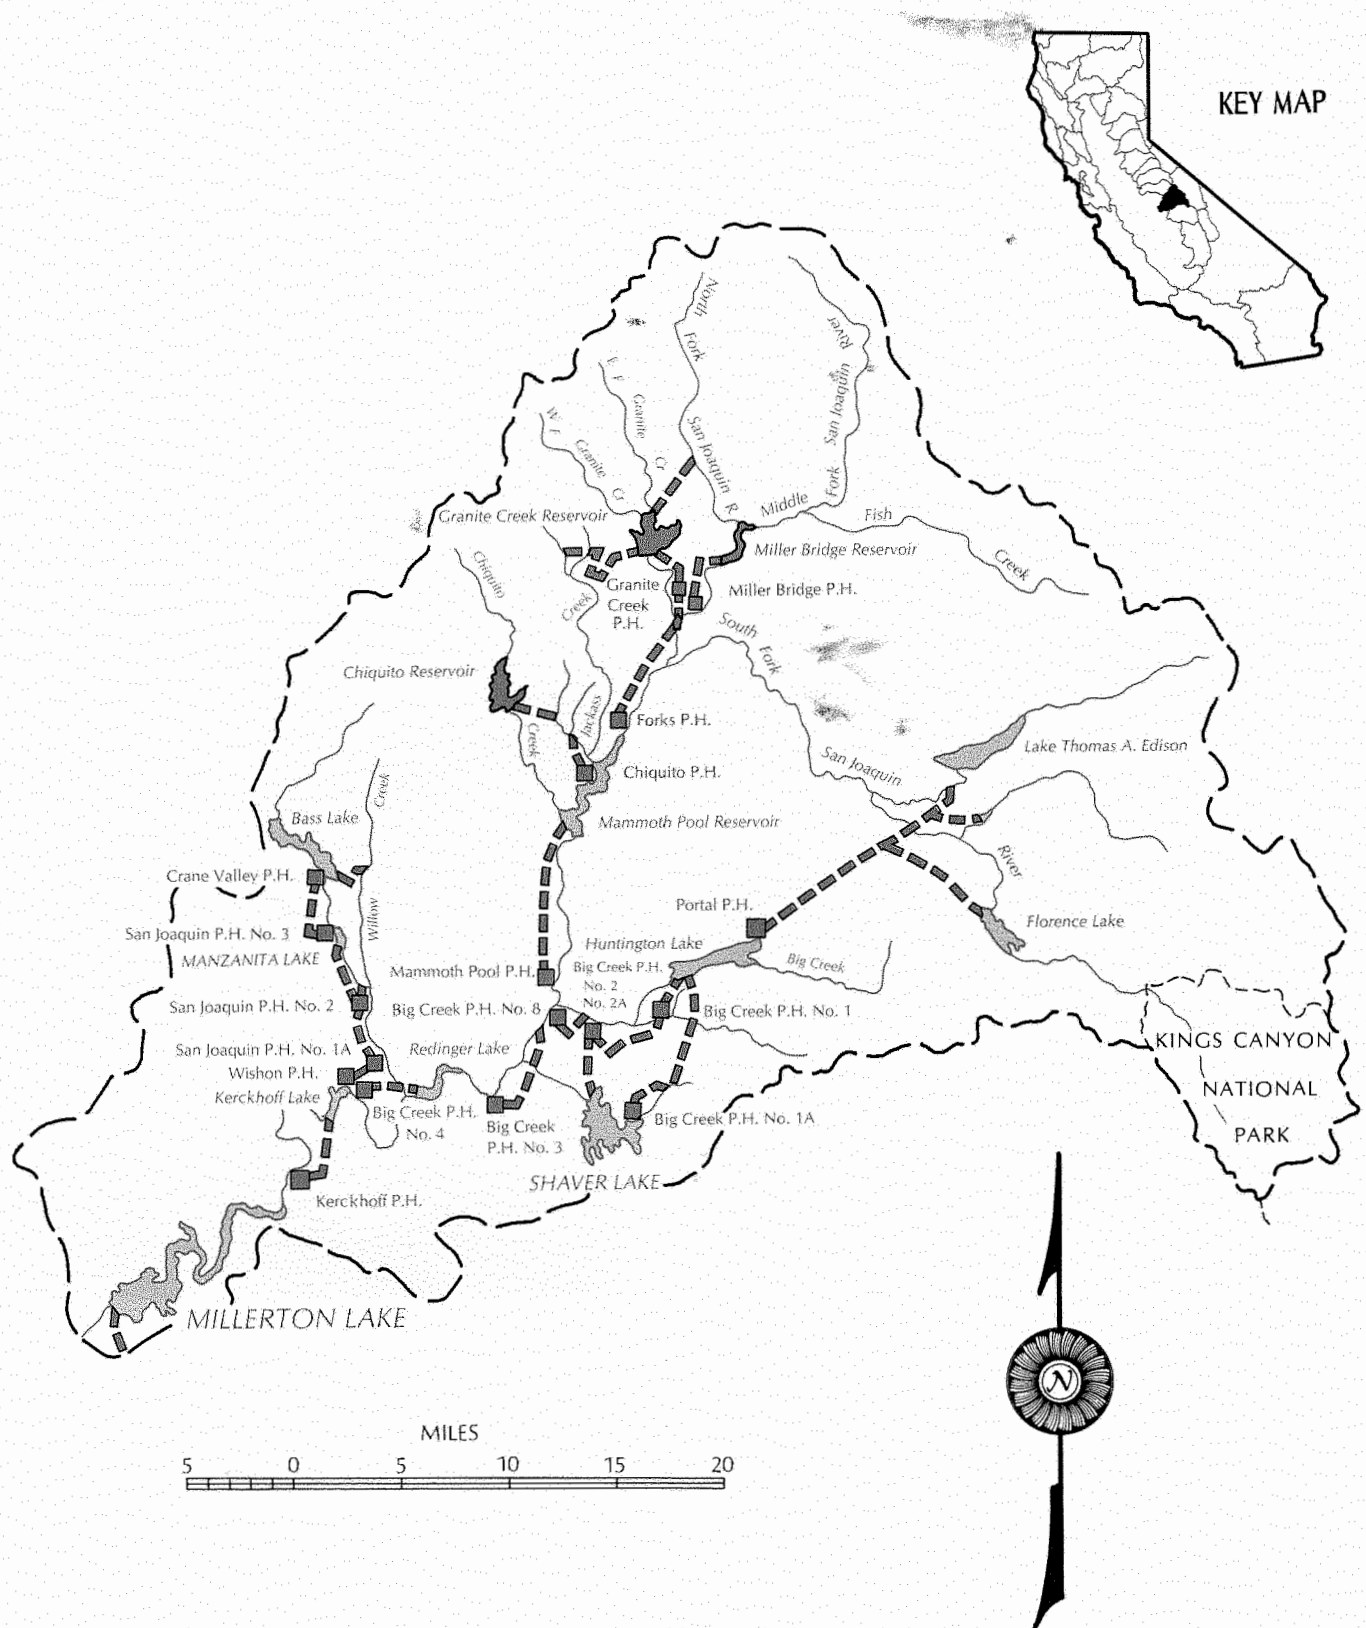 KEY MAP
North
Fork
San Joaquin R
River
San Joaquin
Fork
Middle
E F
Granite
Cr
W F
Granite
Cr
Fish
Creek
Granite Creek Reservoir
Miller Bridge Reservoir
Granite
Creek
P.H.
Miller Bridge P.H.
Chiquito
Creek
Creek
South
Fork
San Joaquin
River
Chiquito Reservoir
Jackass
Forks P.H.
Lake Thomas A. Edison
Chiquito P.H.
Mammoth Pool Reservoir
Creek
Willow
Bass Lake
Crane Valley P.H.
Portal P.H.
Florence Lake
San Joaquin P.H. No. 3
MANZANITA LAKE
Huntington Lake
Big Creek
Mammoth Pool P.H.
Big Creek P.H.
No. 2
No. 2A
San Joaquin P.H. No. 2
Big Creek P.H. No. 8
Big Creek P.H. No. 1
San Joaquin P.H. No. 1A
Redinger Lake
Wishon P.H.
Kerckhoff Lake
Big Creek P.H.
No. 4
Big Creek
P.H. No. 3
Big Creek P.H. No. 1A
KINGS CANYON
NATIONAL
PARK
SHAVER LAKE
Kerckhoff P.H.
MILLERTON LAKE
N
MILES
5 0 5 10 15 20